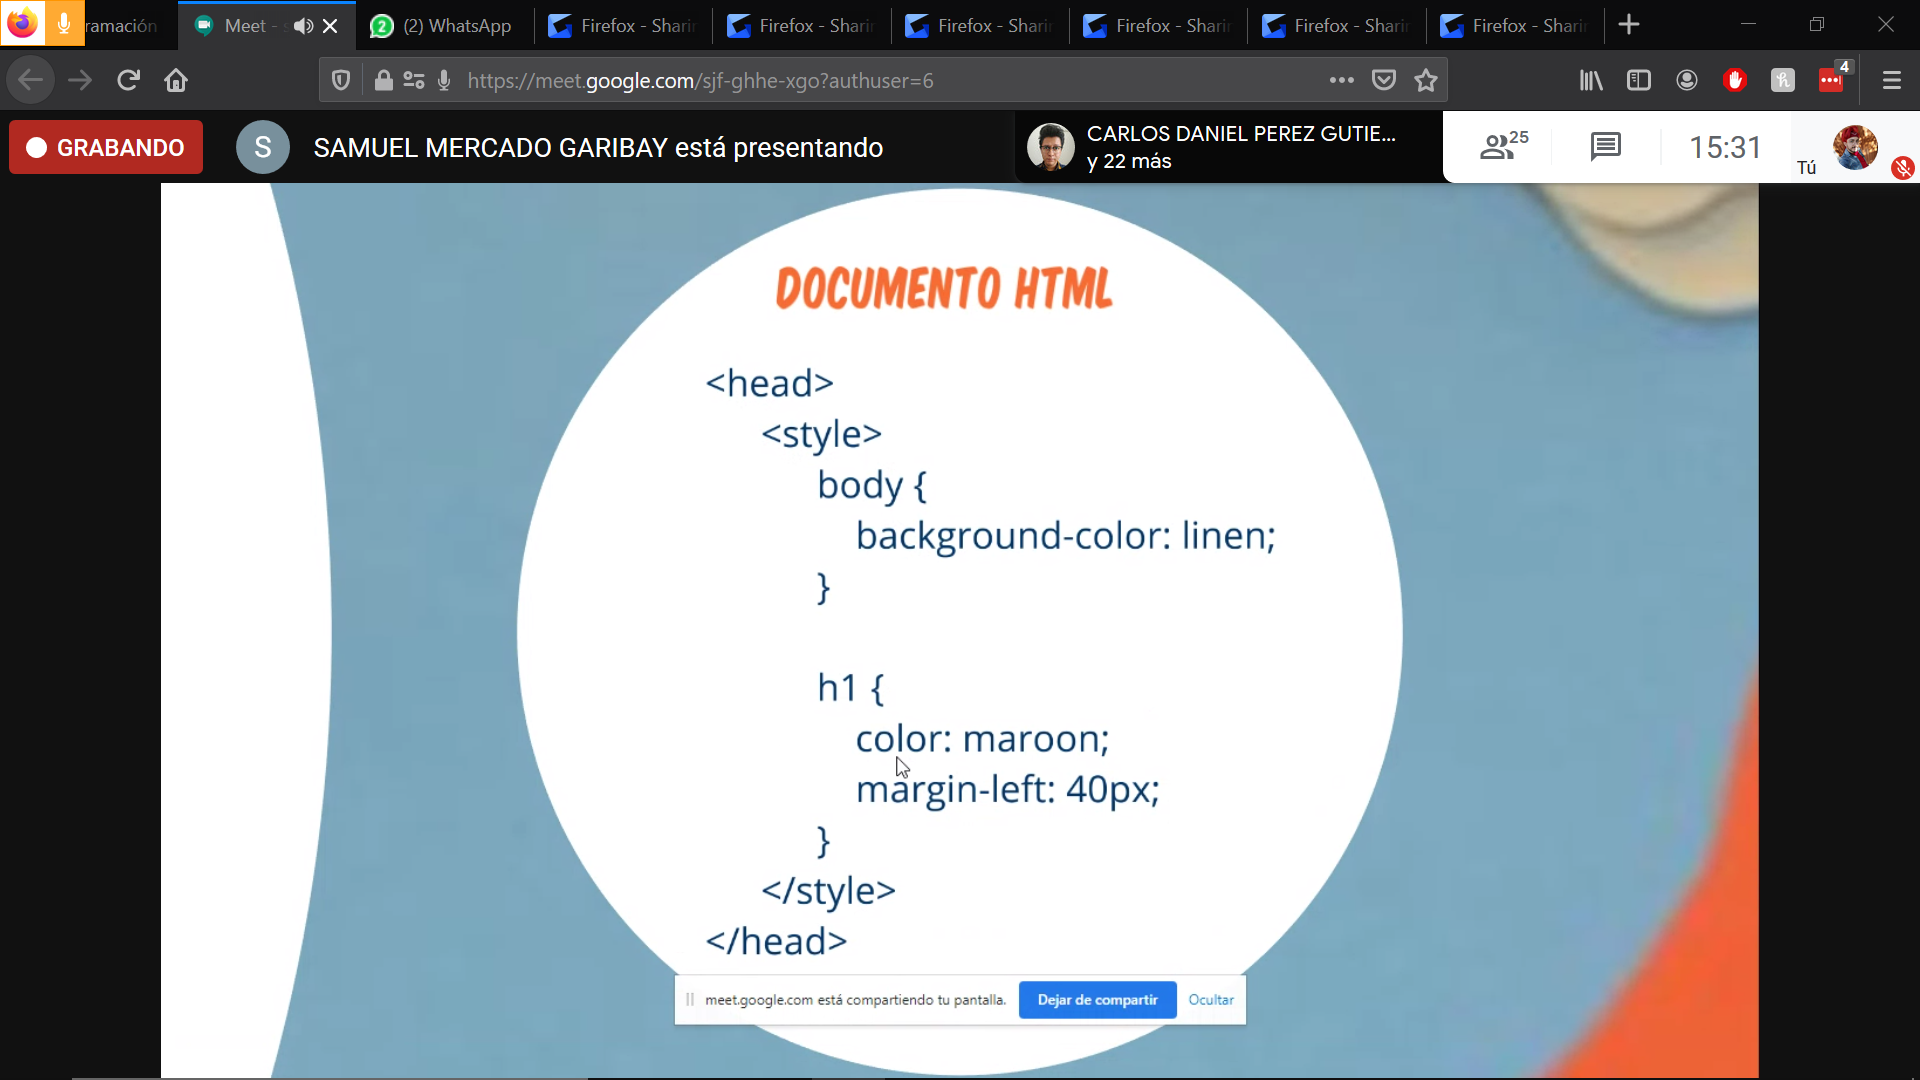 ramación
Meet - s
(2) WhatsApp
Firefox - Sharin
Firefox - Sharin
Firefox - Sharin
Firefox - Sharin
Firefox - Sharin
Firefox - Sharin
https://meet.google.com/sjf-ghhe-xgo?authuser=6
4
GRABANDO
S
SAMUEL MERCADO GARIBAY está presentando
CARLOS DANIEL PEREZ GUTIE...
y 22 más
25
15:31
Tú
DOCUMENTO HTML
<head>
<style>
body {
background-color: linen;
}
h1 {
color: maroon;
margin-left: 40px;
}
</style>
</head>
meet.google.com está compartiendo tu pantalla.
Dejar de compartir
Ocultar